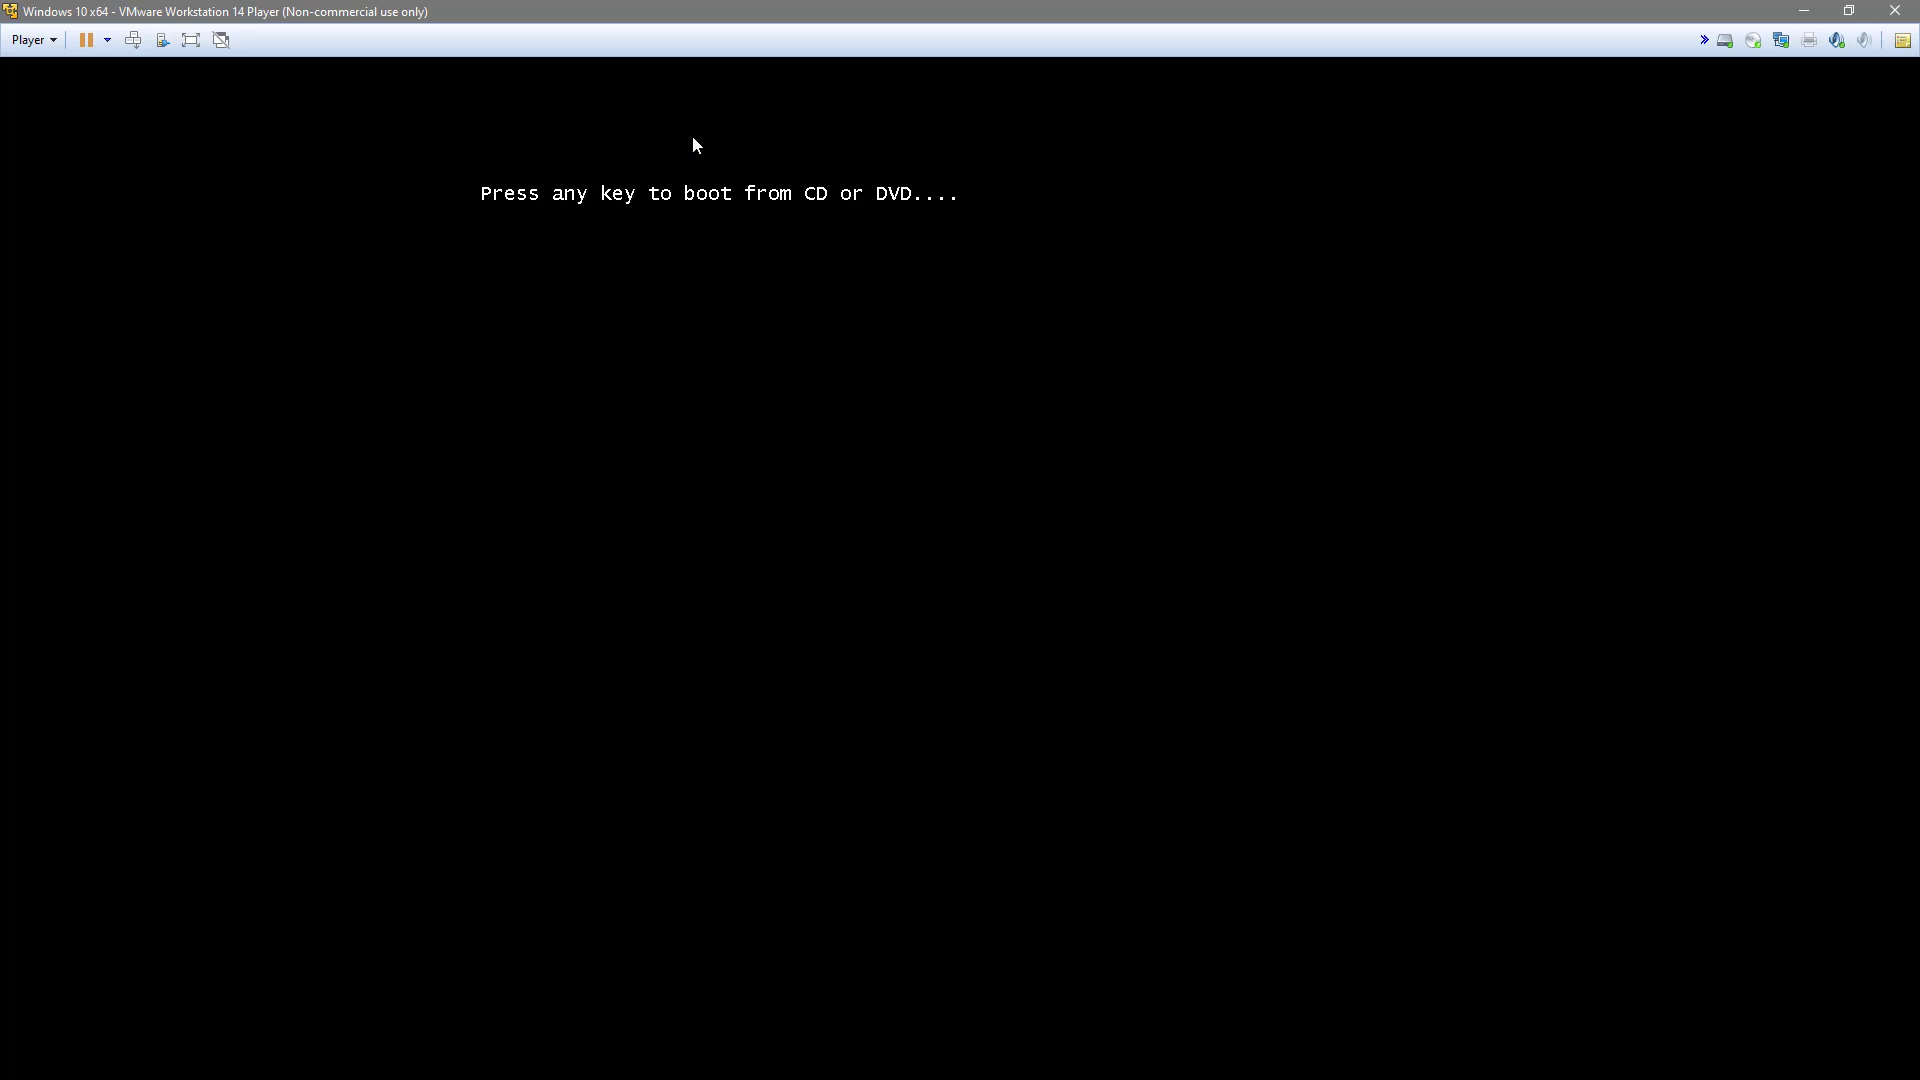 Windows 10 x64 - VMware Workstation 14 Player (Non-commercial use only)
Player
Press any key to boot from CD or DVD....